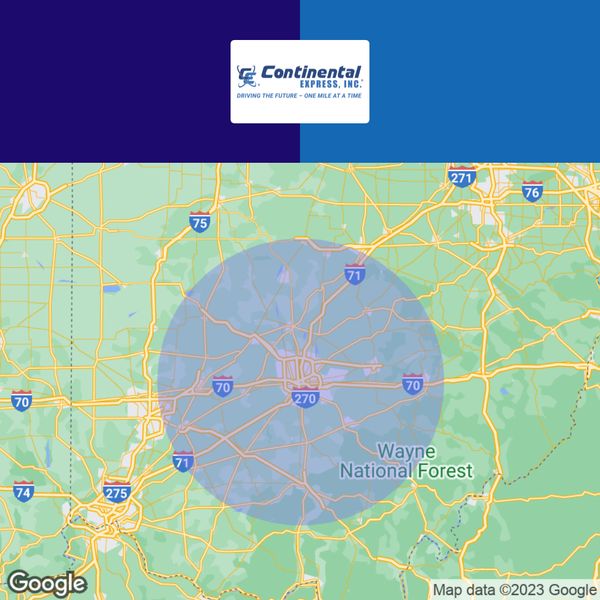 Continental
EXPRESS, INC.
DRIVING THE FUTURE – ONE MILE AT A TIME
271
76
75
71
70
70
70
270
Wayne
National Forest
71
74
275
Google
Map data ©2023 Google